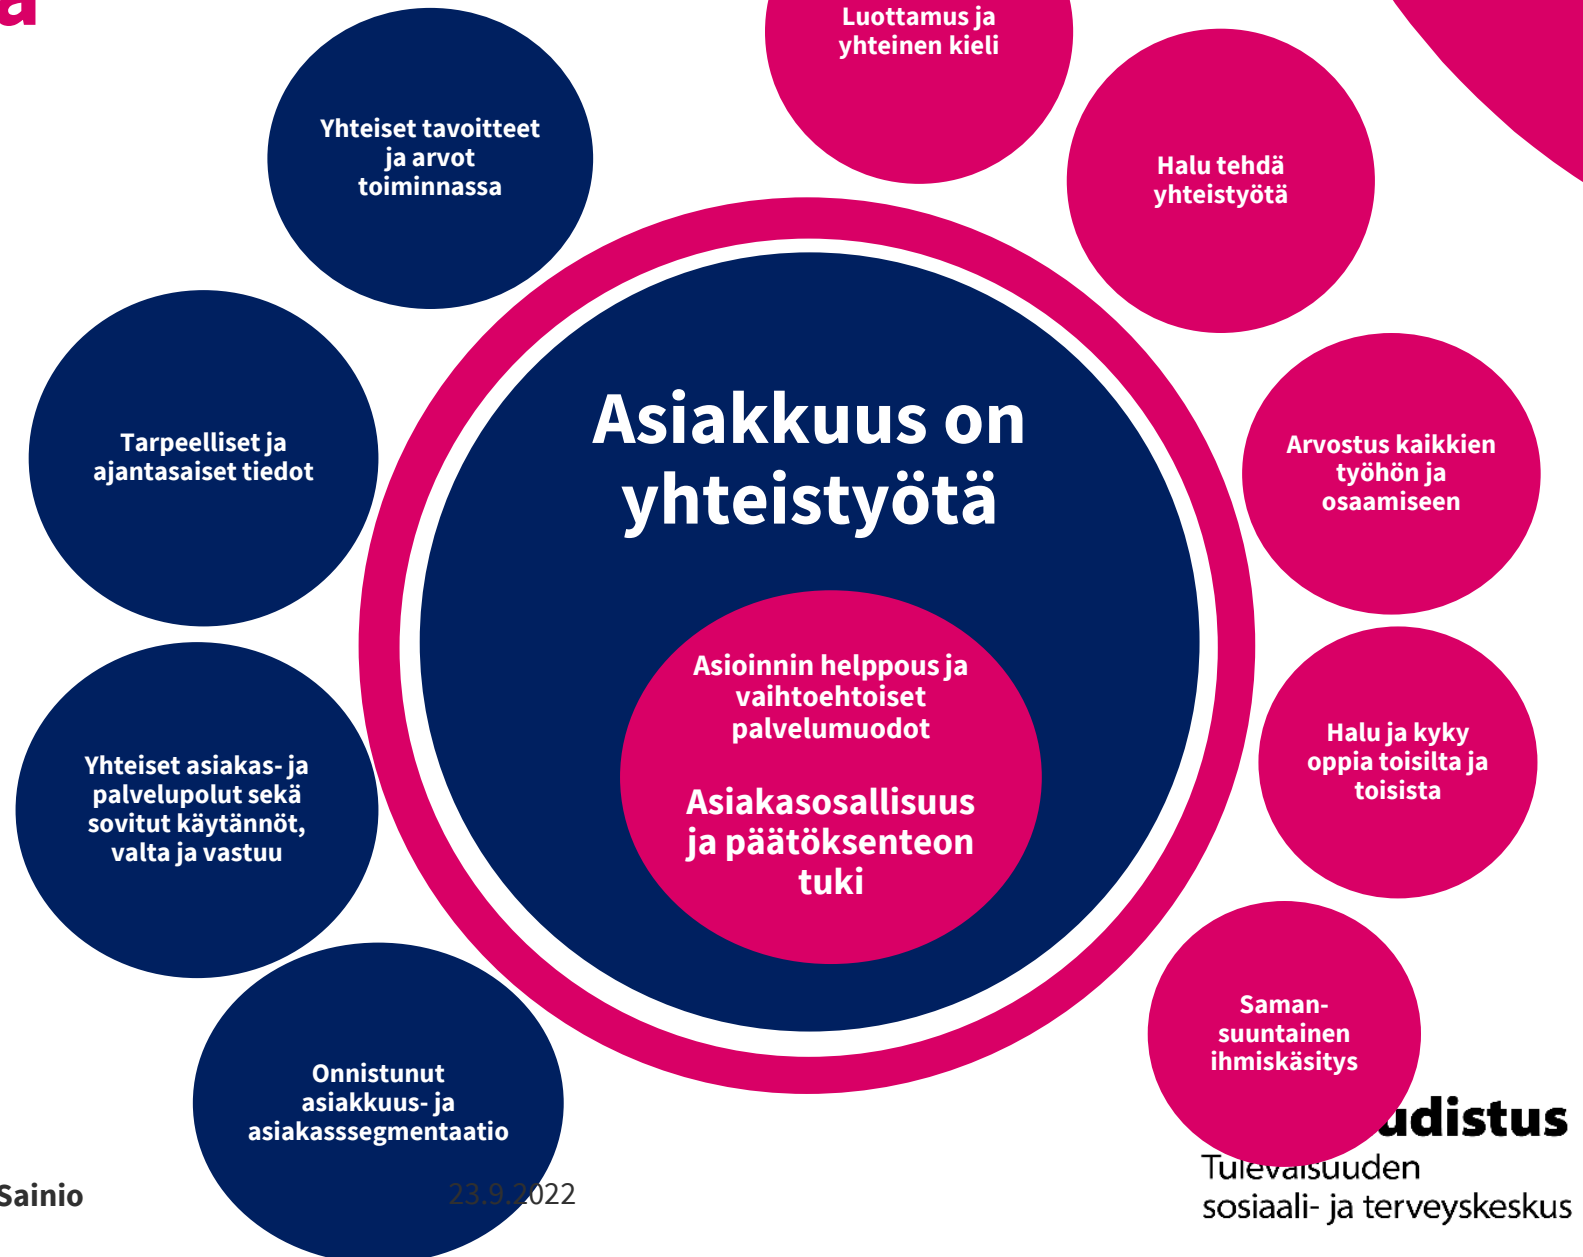 Luottamus ja
yhteinen kieli
Yhteiset tavoitteet
ja arvot
toiminnassa
Halu tehdä
yhteistyötä
Tarpeelliset ja
ajantasaiset tiedot
Asiakkuus on
yhteistyötä
Arvostus kaikkien
työhön ja
osaamiseen
Asioinnin helppous ja
vaihtoehtoiset
palvelumuodot
Asiakasosallisuus
ja päätöksenteon
tuki
Yhteiset asiakas- ja
palvelupolut sekä
sovitut käytännöt,
valta ja vastuu
Halu ja kyky
oppia toisilta ja
toisista
Saman-
suuntainen
ihmiskäsitys
Onnistunut
asiakkuus- ja
asiakasssegmentaatio
Sainio
23.9.2022
udistus
Tulevaisuuden
sosiaali- ja terveyskeskus